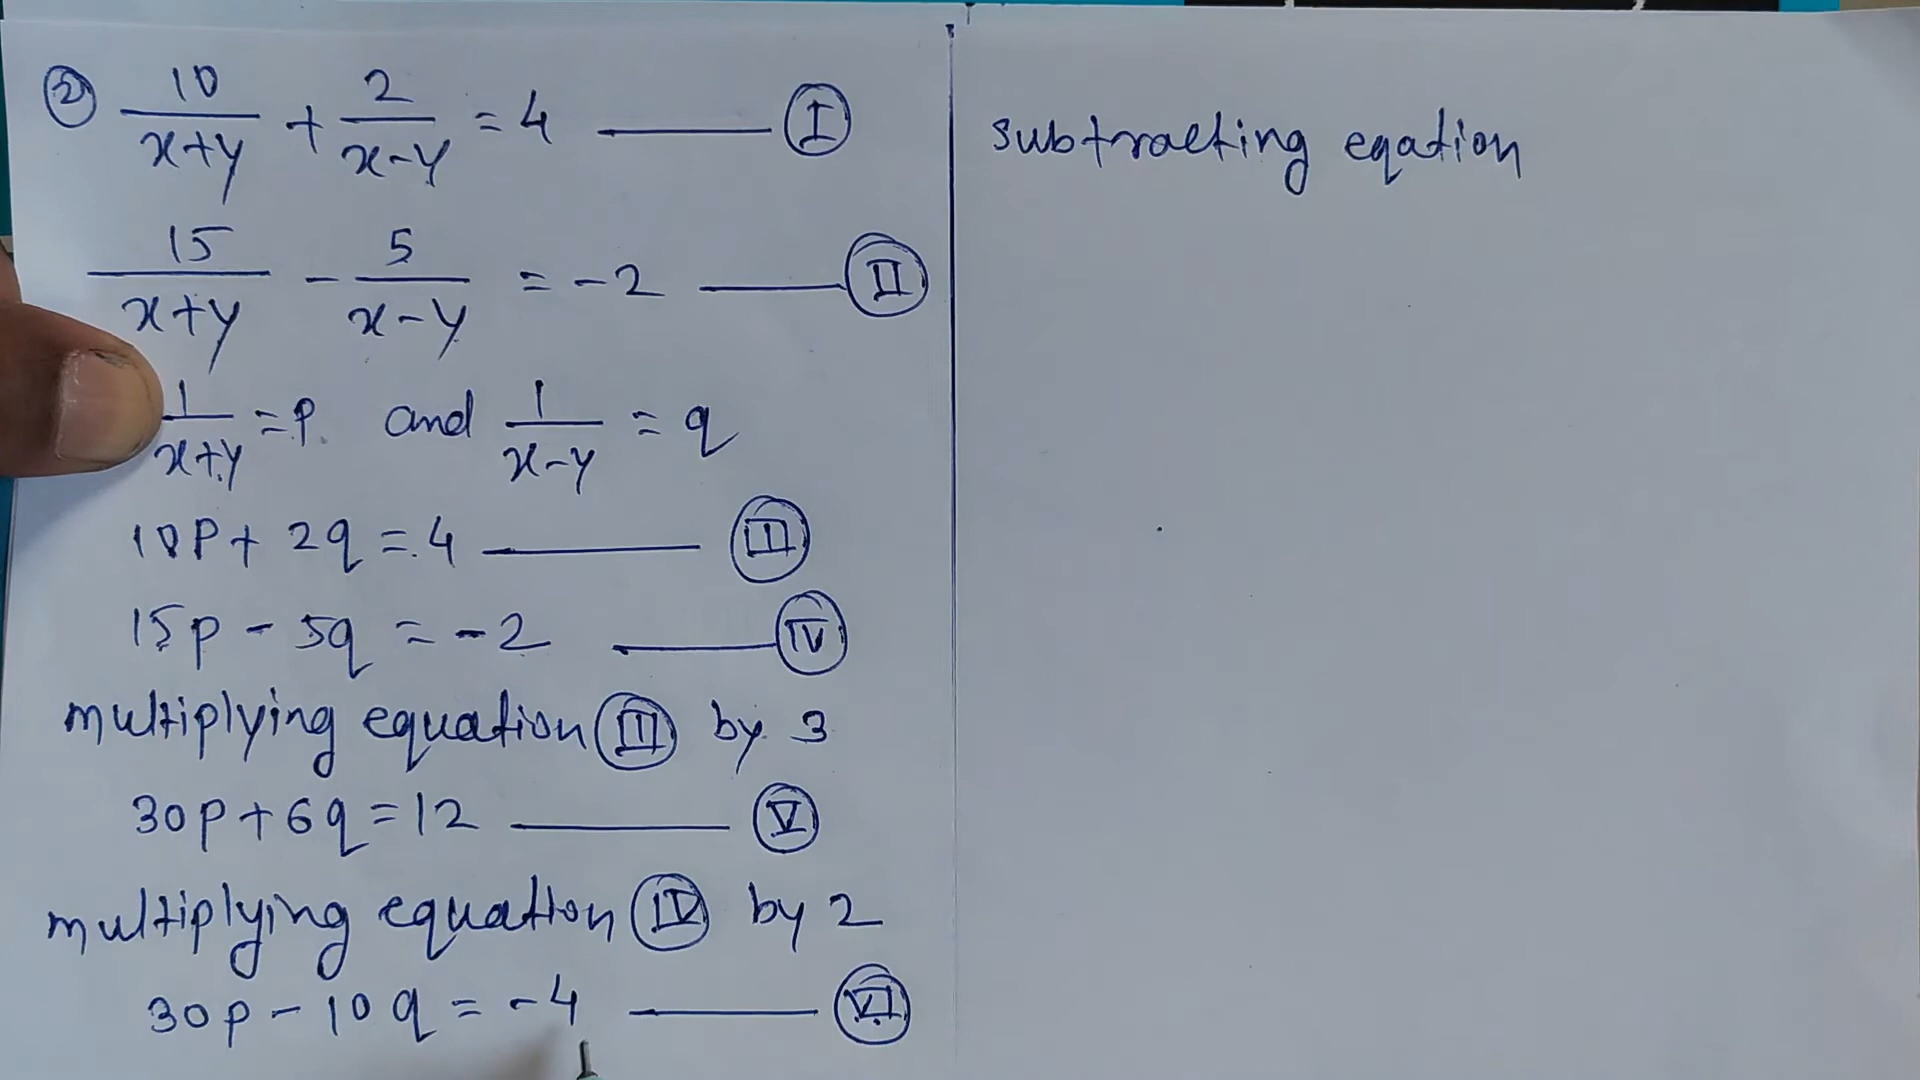 ② 10/(x+y) + 2/(x-y) = 4 ——— Ⅰ
15/(x+y) - 5/(x-y) = -2 ——— Ⅱ
1/(x+y) = p. and 1/(x-y) = q
10p + 2q = 4 ——— Ⅲ
15p - 5q = -2 ——— Ⅳ
multiplying equation Ⅲ by 3
30p + 6q = 12 ——— Ⅴ
multiplying equation Ⅳ by 2
30p - 10q = -4 ——— Ⅵ
subtracting eqation